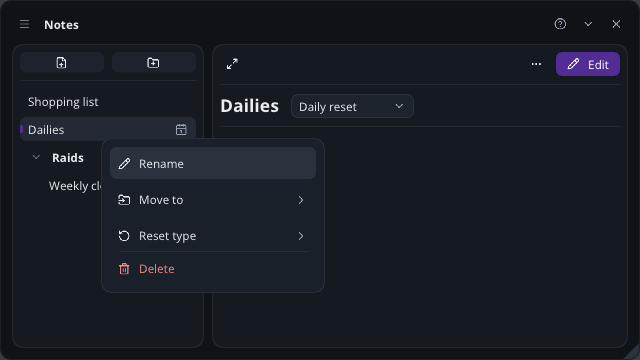 Notes
Edit
Shopping list
Dailies
Dailies
Daily reset
Raids
Weekly cl
Rename
Move to
Reset type
Delete